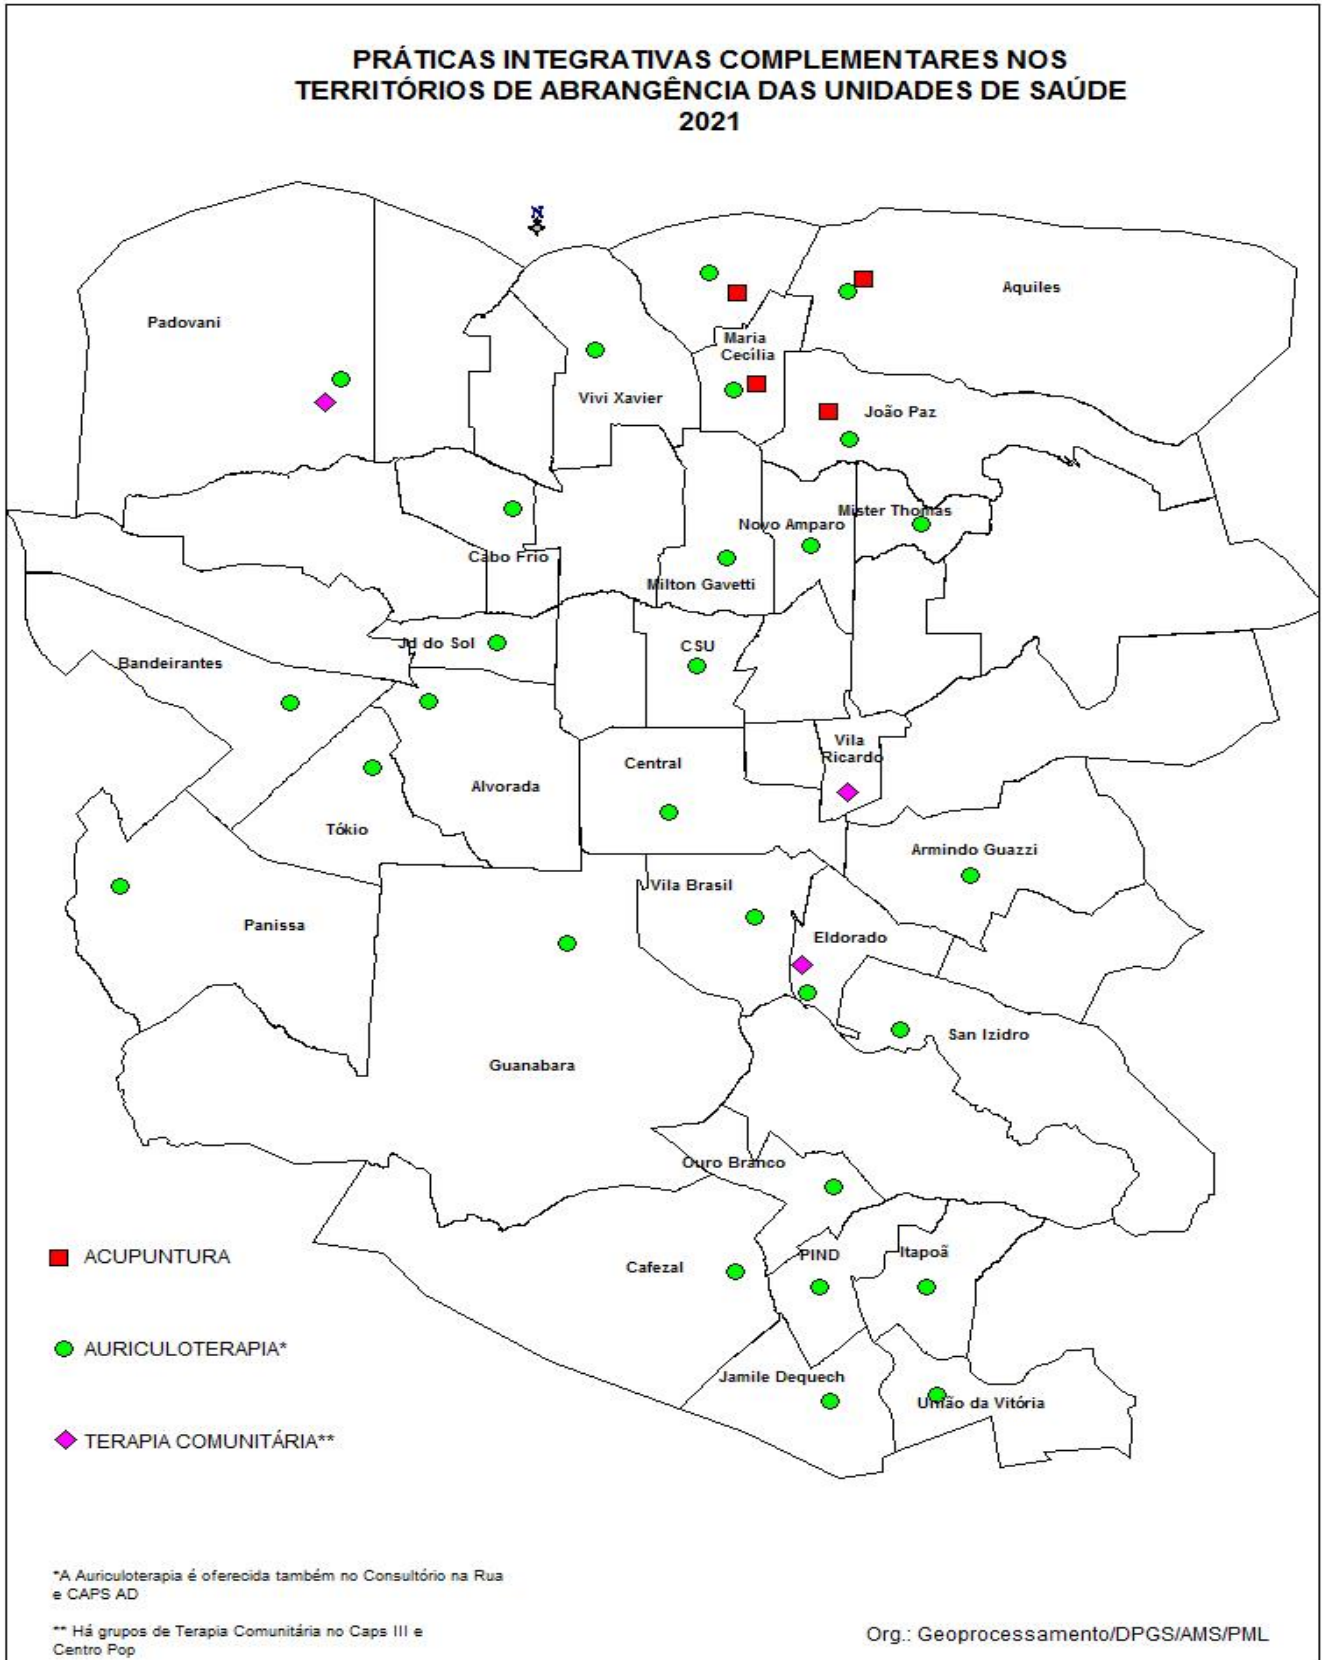 PRÁTICAS INTEGRATIVAS COMPLEMENTARES NOS
TERRITÓRIOS DE ABRANGÊNCIA DAS UNIDADES DE SAÚDE
2021
N
Aquiles
Padovani
Maria
Cecília
Vivi Xavier
João Paz
Mister Thomas
Novo Amparo
Cabo Frio
Milton Gavetti
Jd do Sol
CSU
Bandeirantes
Vila
Ricardo
Central
Alvorada
Tókio
Armindo Guazzi
Vila Brasil
Panissa
Eldorado
San Izidro
Guanabara
Ouro Branco
PIND
Itapoã
Cafezal
Jamile Dequech
União da Vitória
ACUPUNTURA
AURICULOTERAPIA*
TERAPIA COMUNITÁRIA**
*A Auriculoterapia é oferecida também no Consultório na Rua
e CAPS AD
** Há grupos de Terapia Comunitária no Caps III e
Centro Pop
Org.: Geoprocessamento/DPGS/AMS/PML